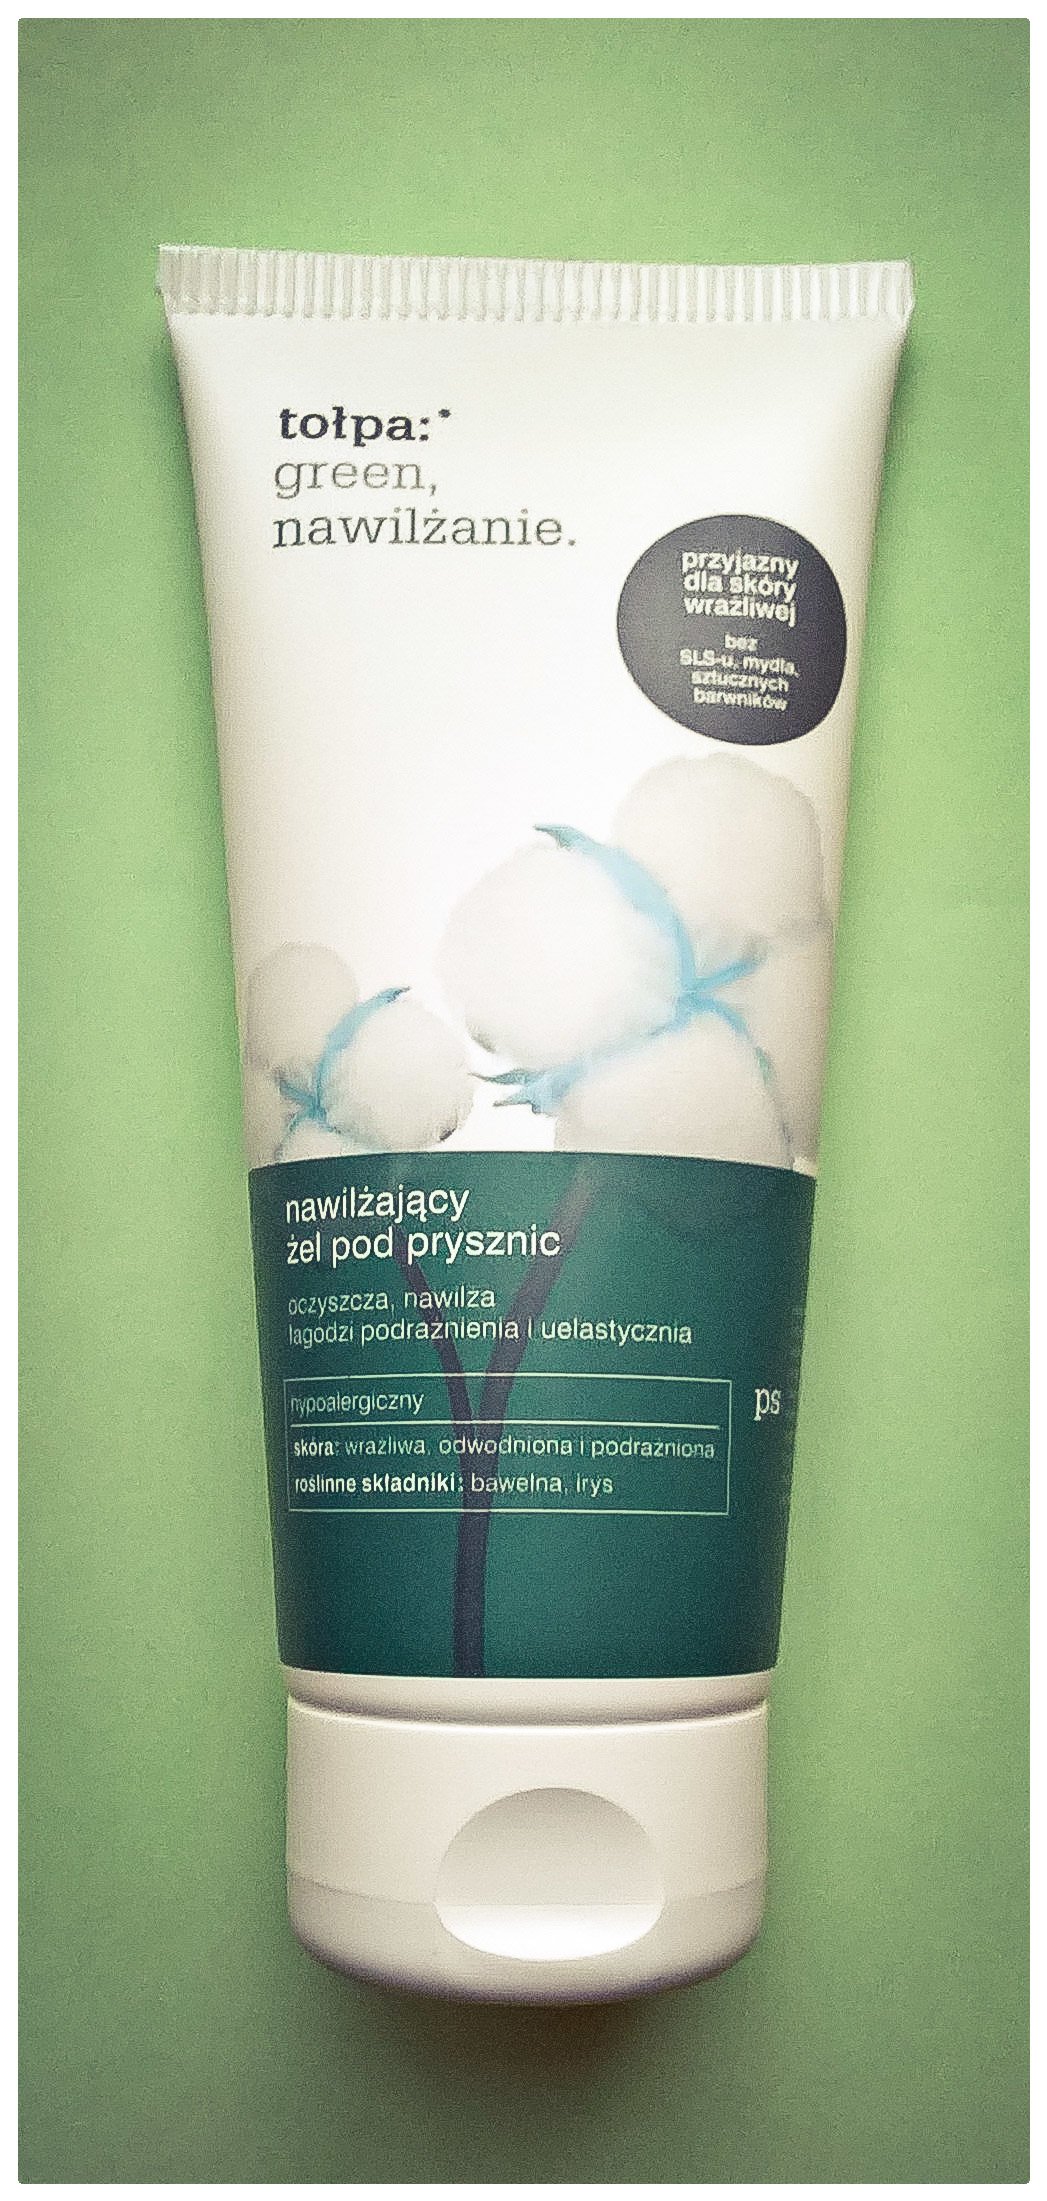 tołpa:*
green,
nawilżanie.
przyjazny
dla skóry
wrażliwej
bez
SLS-u, mydła,
sztucznych
barwników
nawilżający
żel pod prysznic
oczyszcza, nawilża
łagodzi podrażnienia i uelastycznia
hypoalergiczny
ps
skóra: wrażliwa, odwodniona i podrażniona
roślinne składniki: bawełna, irys